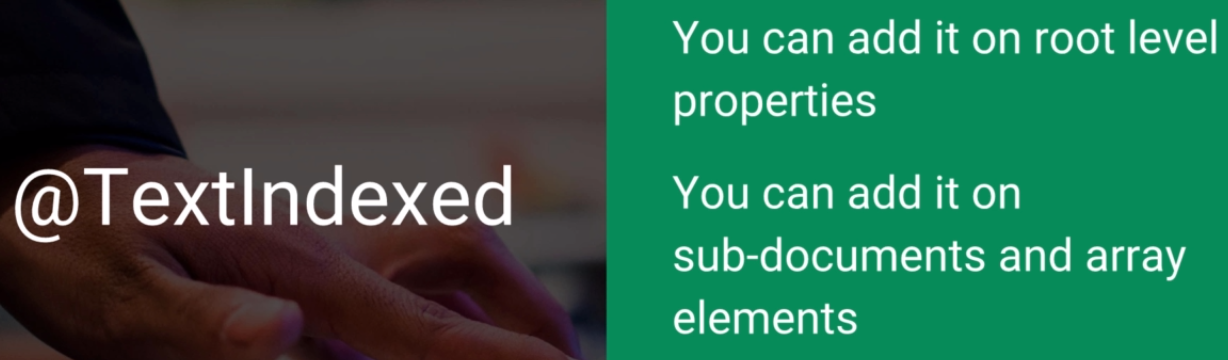 @TextIndexed
You can add it on root level
properties
You can add it on
sub-documents and array
elements